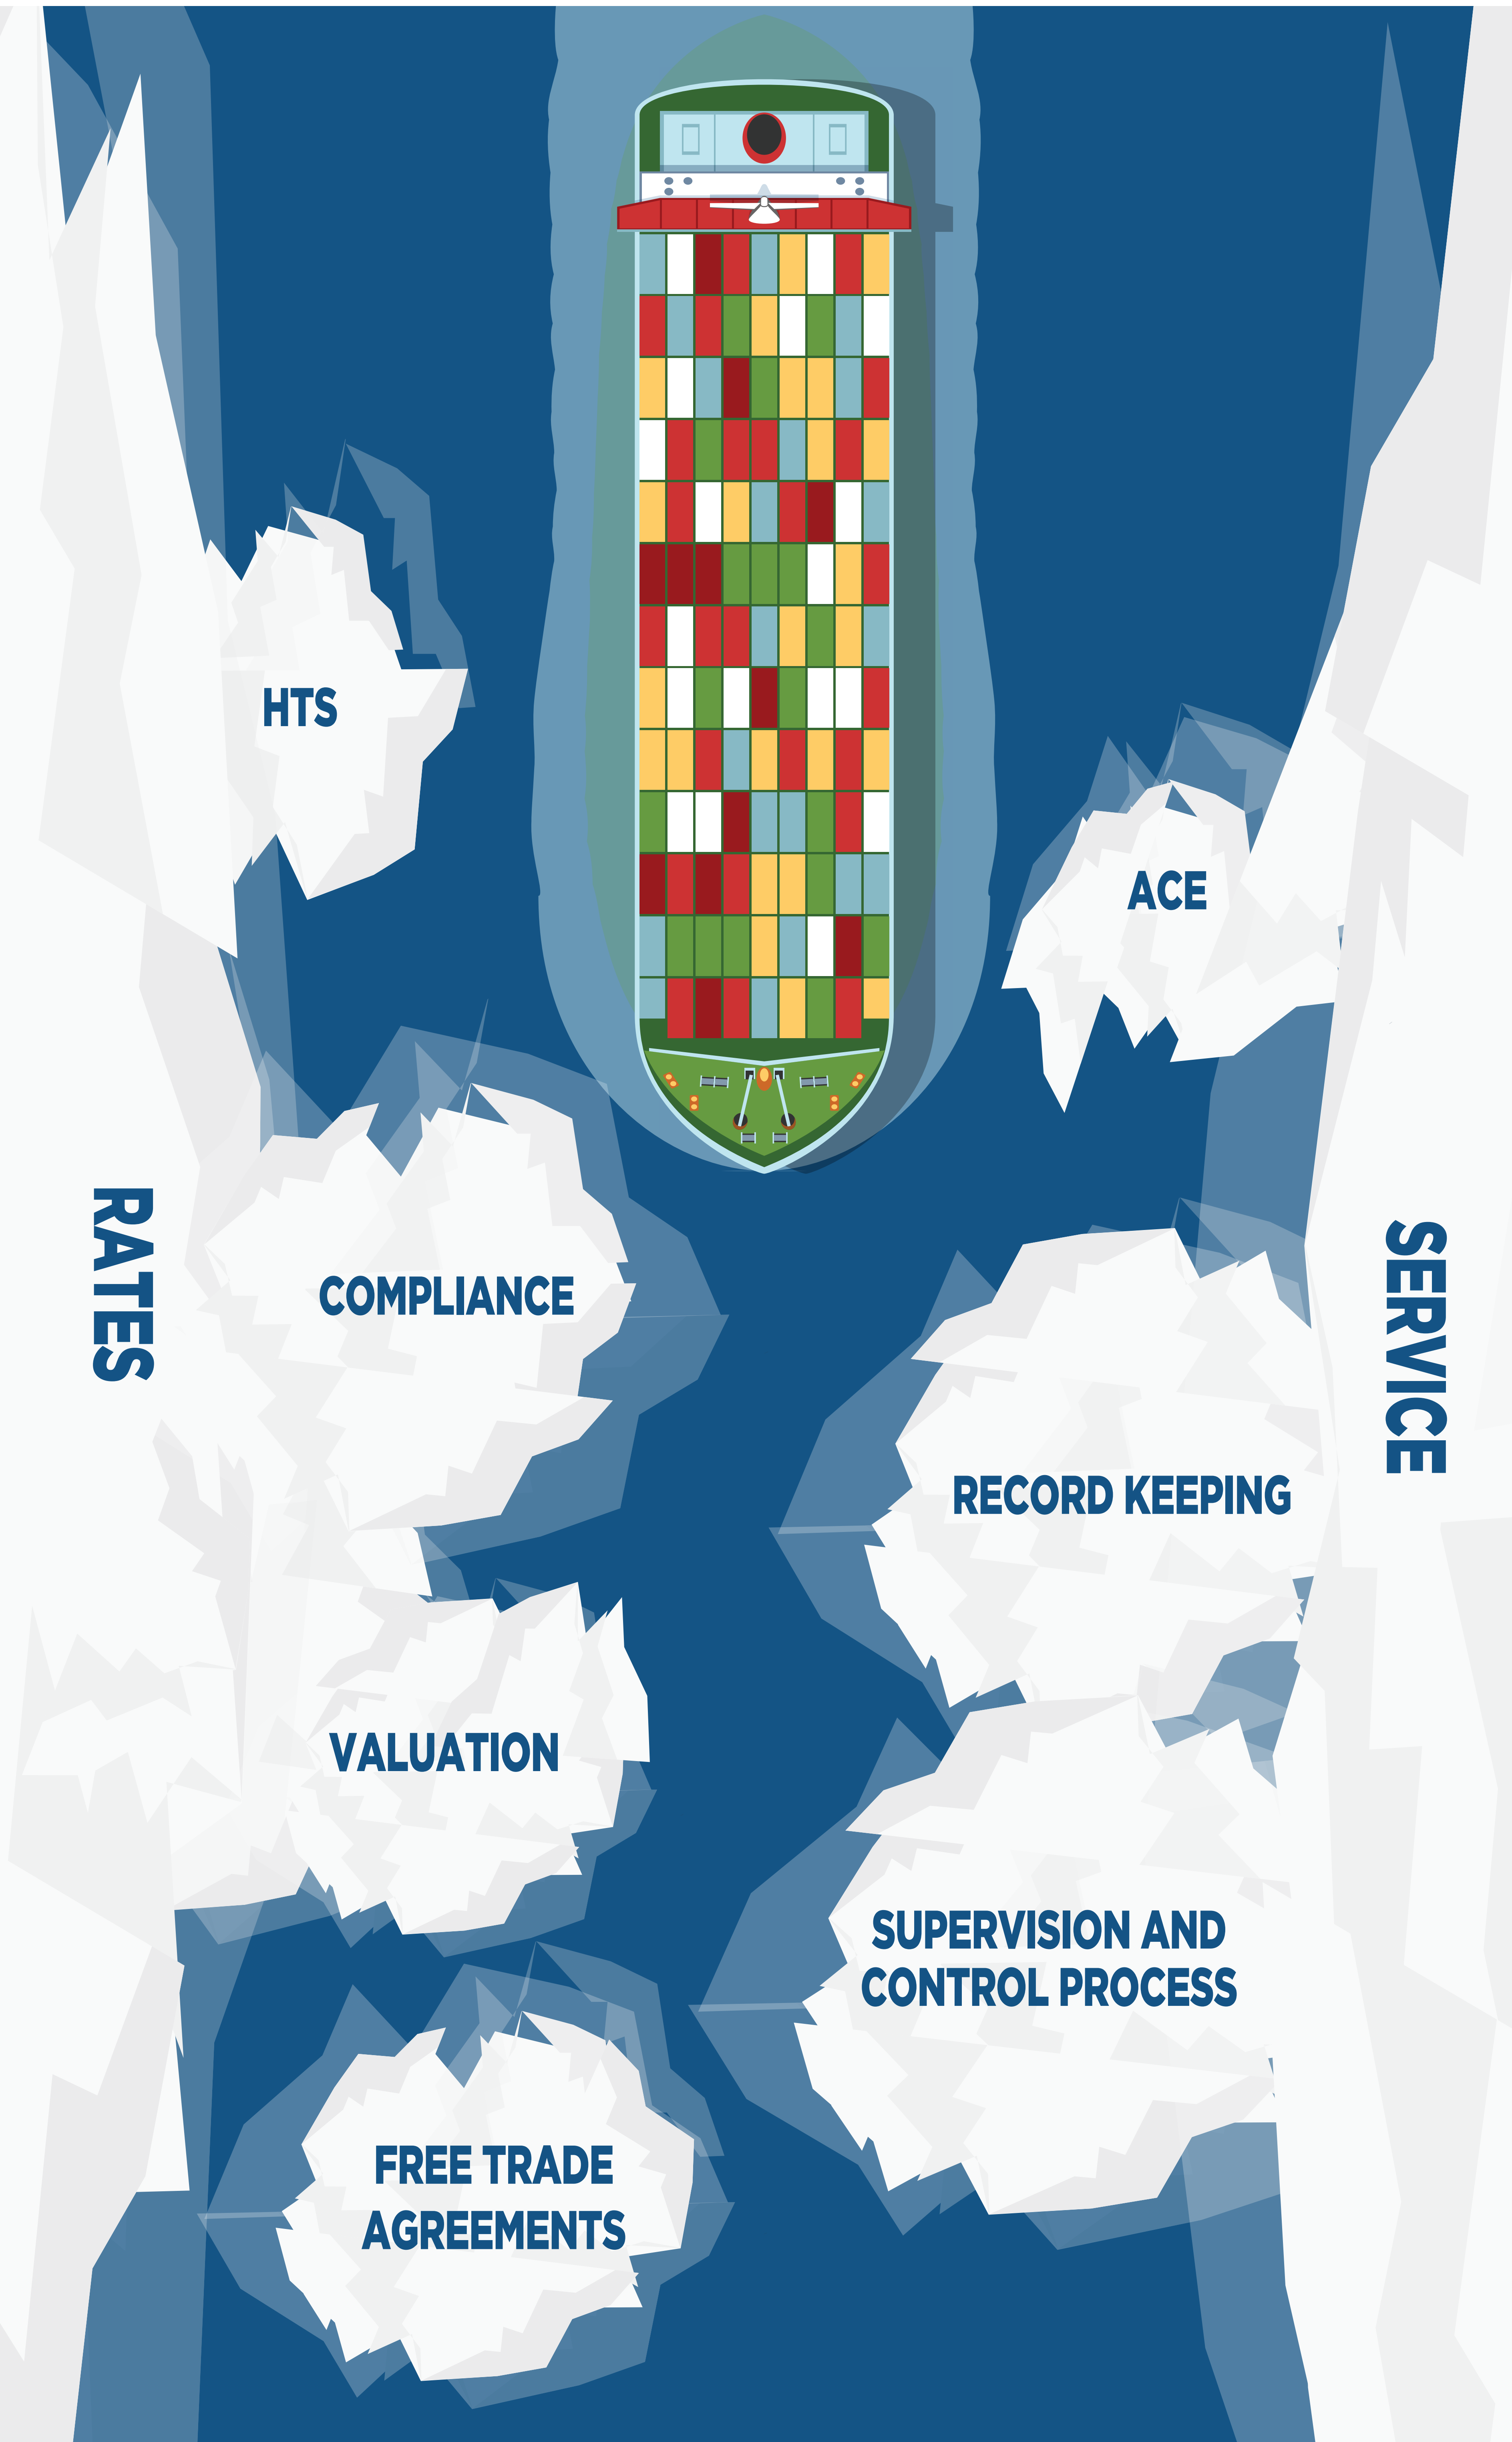 HTS
ACE
RATES
SERVICE
COMPLIANCE
RECORD KEEPING
VALUATION
SUPERVISION AND
CONTROL PROCESS
FREE TRADE
AGREEMENTS